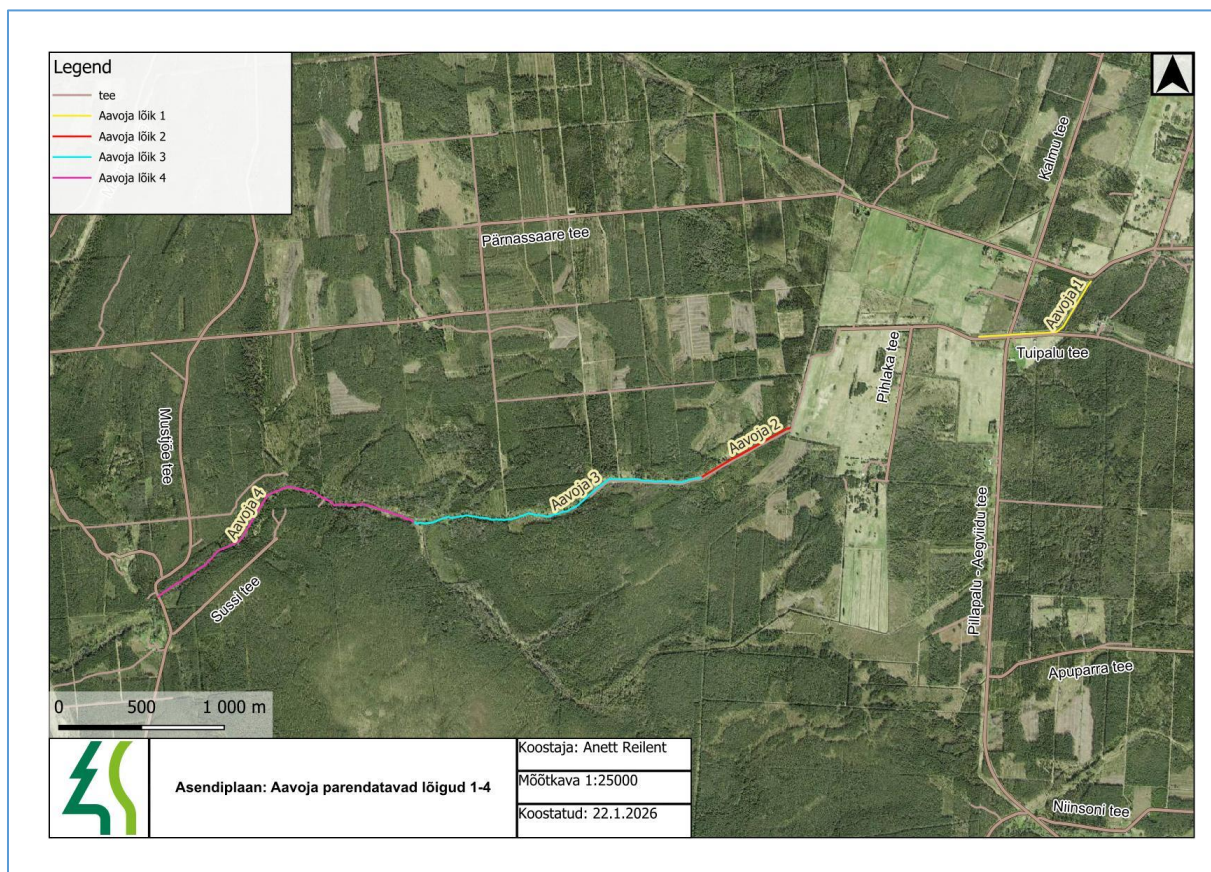 Legend
tee
Aavoja lõik 1
Aavoja lõik 2
Aavoja lõik 3
Aavoja lõik 4
Kalmu tee
Pärnassaare tee
Aavoja 1
Tuipalu tee
Pihlaka tee
Mustjõe tee
Aavoja 2
Aavoja 3
Aavoja 4
Sussi tee
Pillapalu - Aegviidu tee
Apuparra tee
Niinsoni tee
0 500 1 000 m
Asendiplaan: Aavoja parendatavad lõigud 1-4
Koostaja: Anett Reilent
Mõõtkava 1:25000
Koostatud: 22.1.2026